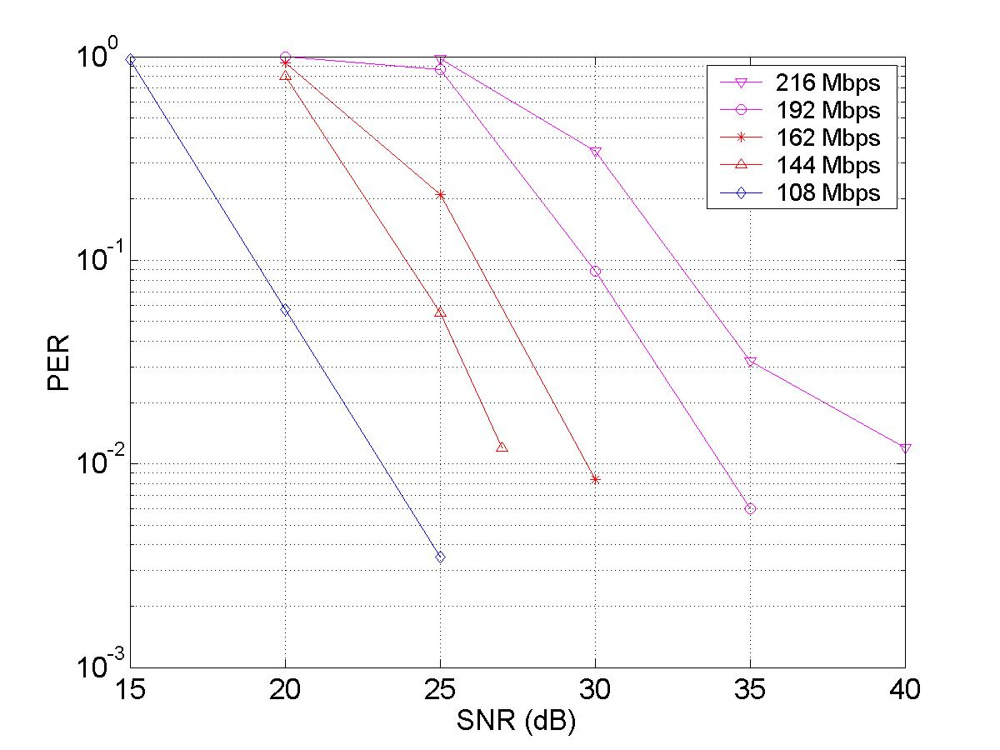 10^0
10^-1
10^-2
10^-3
PER
15 20 25 30 35 40
SNR (dB)
216 Mbps
192 Mbps
162 Mbps
144 Mbps
108 Mbps